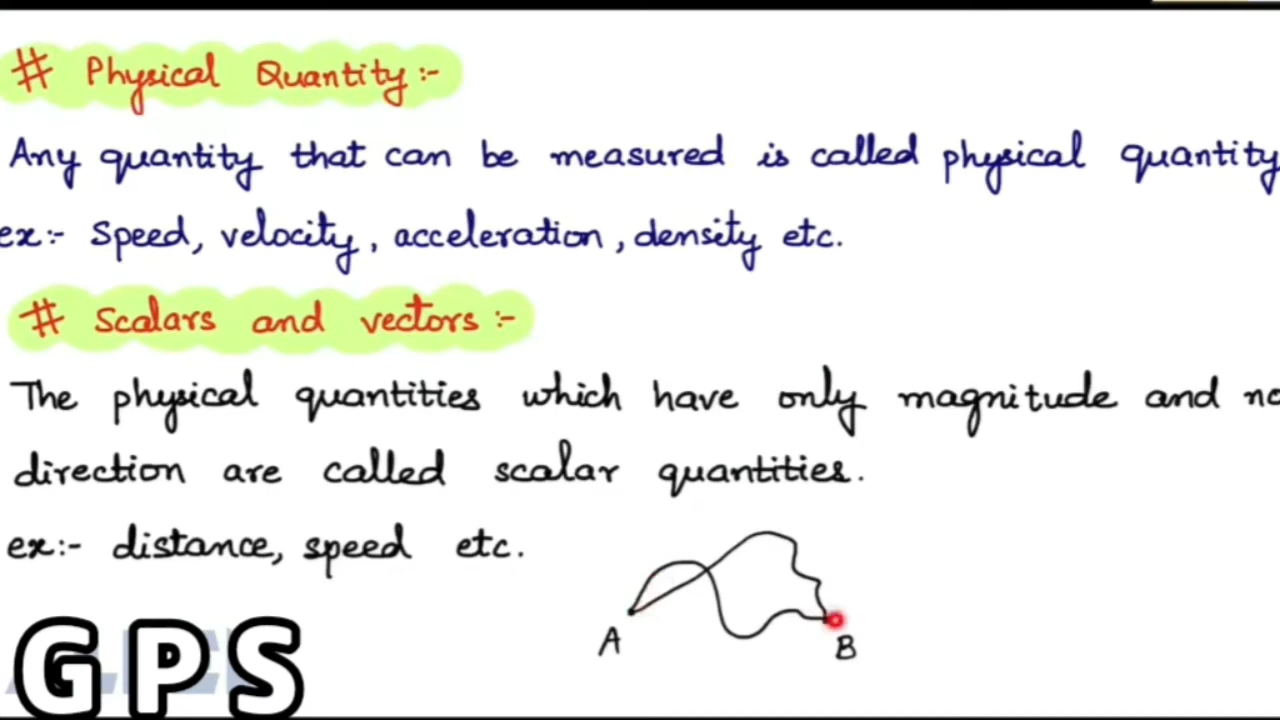 # Physical Quantity :-
Any quantity that can be measured is called physical quantity
ex:- Speed, velocity, acceleration, density etc.
# Scalars and vectors :-
The physical quantities which have only magnitude and no
direction are called scalar quantities.
ex:- distance, speed etc.
A
B
GPS